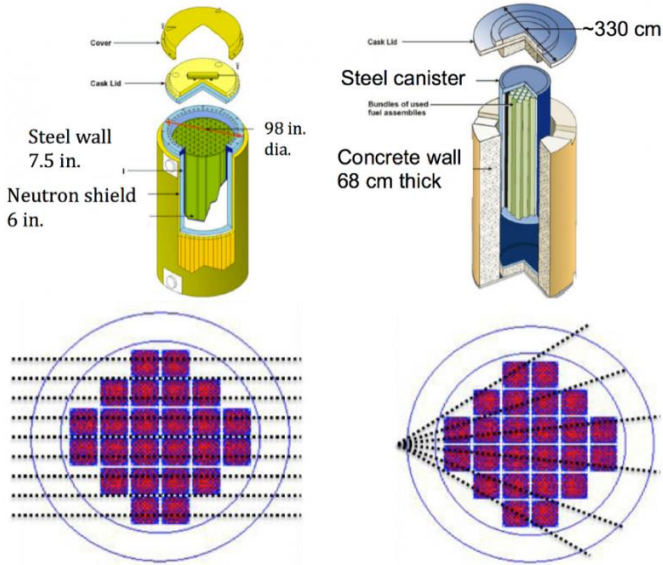 Cover
Cask Lid
98 in.
dia.
Steel wall
7.5 in.
Neutron shield
6 in.
~330 cm
Cask Lid
Steel canister
Bundles of used
fuel assemblies
Concrete wall
68 cm thick